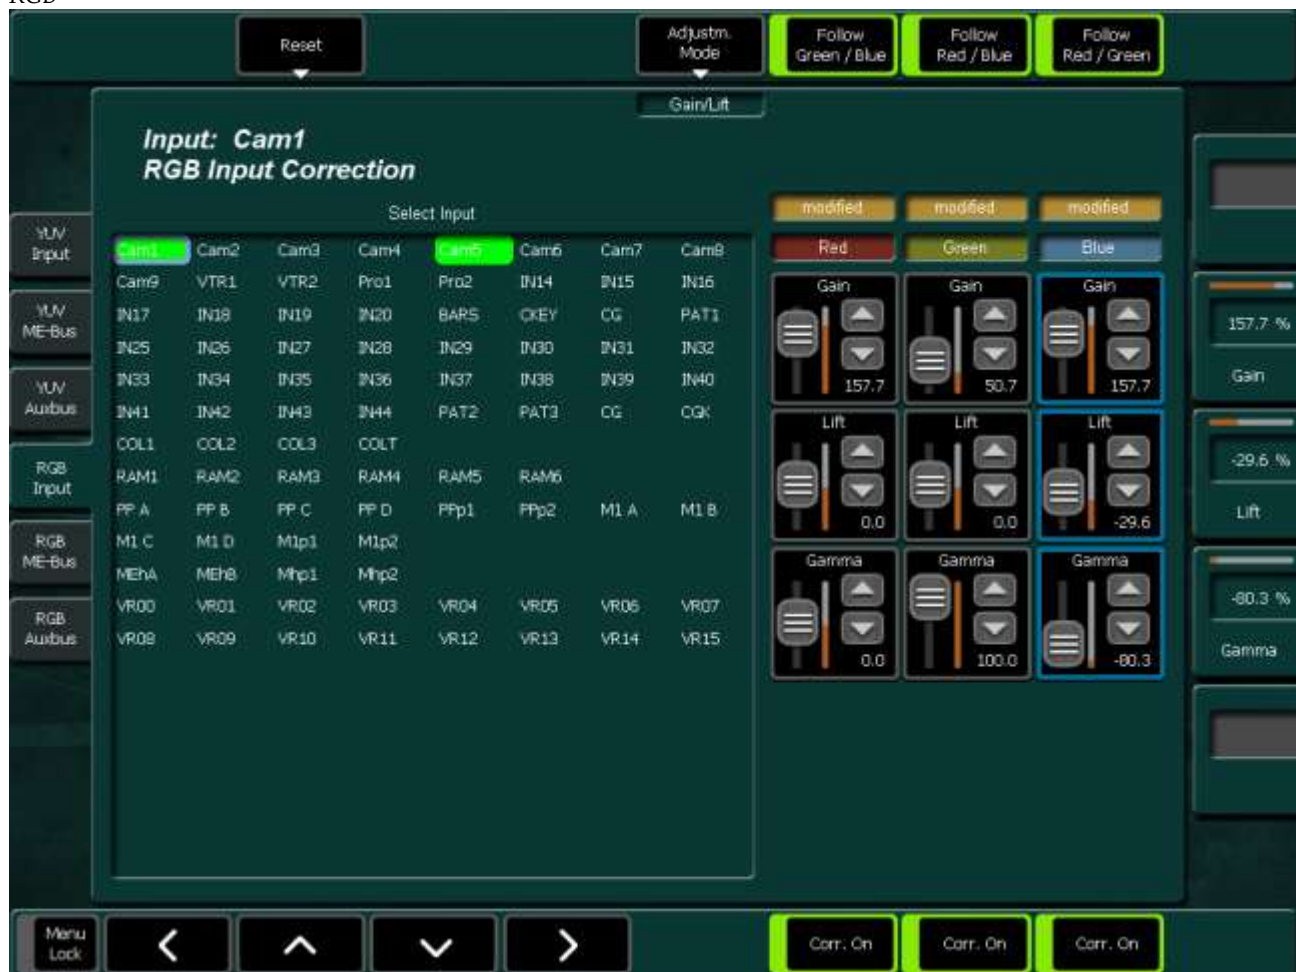 RGB
Reset
Adjustm.
Mode
Follow
Green / Blue
Follow
Red / Blue
Follow
Red / Green
Gain/Lift
Input: Cam1
RGB Input Correction
Select Input
modified modified modified
Red Green Blue
YUV
Input
YUV
ME-Bus
YUV
Auxbus
RGB
Input
RGB
ME-Bus
RGB
Auxbus
Cam1 Cam2 Cam3 Cam4 Cam5 Cam6 Cam7 Cam8
Cam9 VTR1 VTR2 Pro1 Pro2 IN14 IN15 IN16
IN17 IN18 IN19 IN20 BARS CKEY CG PAT1
IN25 IN26 IN27 IN28 IN29 IN30 IN31 IN32
IN33 IN34 IN35 IN36 IN37 IN38 IN39 IN40
IN41 IN42 IN43 IN44 PAT2 PAT3 CG CGK
COL1 COL2 COL3 COLT
RAM1 RAM2 RAM3 RAM4 RAM5 RAM6
PP A PP B PP C PP D PPp1 PPp2 M1 A M1 B
M1 C M1 D M1p1 M1p2
MEhA MEhB Mhp1 Mhp2
VR00 VR01 VR02 VR03 VR04 VR05 VR06 VR07
VR08 VR09 VR10 VR11 VR12 VR13 VR14 VR15
Gain Gain Gain
157.7 50.7 157.7
Lift Lift Lift
0.0 0.0 -29.6
Gamma Gamma Gamma
0.0 100.0 -80.3
157.7 %
Gain
-29.6 %
Lift
-80.3 %
Gamma
Menu
Lock
Corr. On Corr. On Corr. On